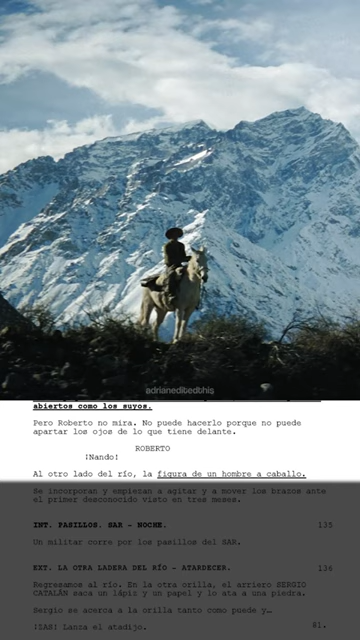 adrianeditedthis
abiertos como los suyos.
Pero Roberto no mira. No puede hacerlo porque no puede
apartar los ojos de lo que tiene delante.
ROBERTO
¡Nando!
Al otro lado del río, la figura de un hombre a caballo.
Se incorporan y empiezan a agitar y a mover los brazos ante
el primer desconocido visto en tres meses.
INT. PASILLOS. SAR - NOCHE. 135
Un militar corre por los pasillos del SAR.
EXT. LA OTRA LADERA DEL RÍO - ATARDECER. 136
Regresamos al río. En la otra orilla, el arriero SERGIO
CATALÁN saca un lápiz y un papel y lo ata a una piedra.
Sergio se acerca a la orilla tanto como puede y…
¡ZAS! Lanza el atadijo. 81.